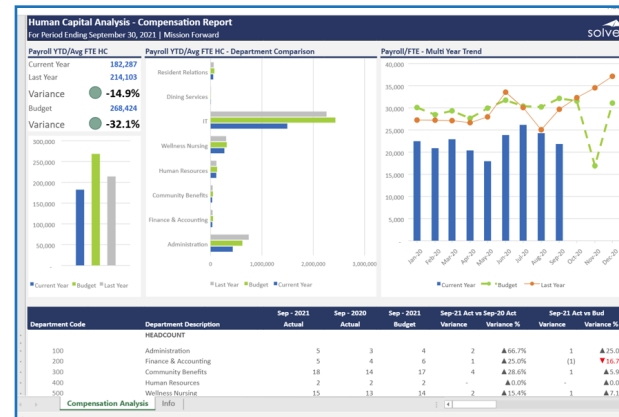 Human Capital Analysis - Compensation Report
For Period Ending September 30, 2021 | Mission Forward
solve
Payroll YTD/Avg FTE HC
Current Year 182,287
Last Year 214,103
Variance -14.9%
Budget 268,424
Variance -32.1%
300,000
250,000
200,000
150,000
100,000
50,000
-
Current Year Budget Last Year
Payroll YTD/Avg FTE HC - Department Comparison
Resident Relations
Dining Services
IT
Wellness Nursing
Human Resources
Community Benefits
Finance & Accounting
Administration
0 1,000,000 2,000,000 3,000,000
Last Year Budget Current Year
Payroll/FTE - Multi Year Trend
40,000
35,000
30,000
25,000
20,000
15,000
10,000
5,000
-
Jan-20 Feb-20 Mar-20 Apr-20 May-20 Jun-20 Jul-20 Aug-20 Sep-20 Oct-20 Nov-20 Dec-20
Current Year Budget Last Year
Sep - 2021 Sep - 2020 Sep - 2021 Sep-21 Act vs Sep-20 Act Sep-21 Act vs Bud
Department Code Department Description Actual Actual Budget Variance Variance % Variance Variance %
HEADCOUNT
100 Administration 5 3 4 2 ▲66.7% 1 ▲25.0
200 Finance & Accounting 5 4 6 1 ▲25.0% (1) ▼16.7
300 Community Benefits 18 14 17 4 ▲28.6% 1 ▲5.9
400 Human Resources 2 2 2 - ▲0.0% - ▲0.0
500 Wellness Nursing 15 13 14 2 ▲15.4% 1 ▲7.1
Compensation Analysis Info